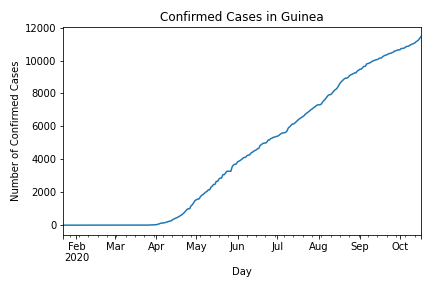 Confirmed Cases in Guinea
Number of Confirmed Cases
12000
10000
8000
6000
4000
2000
0
Feb Mar Apr May Jun Jul Aug Sep Oct
2020
Day